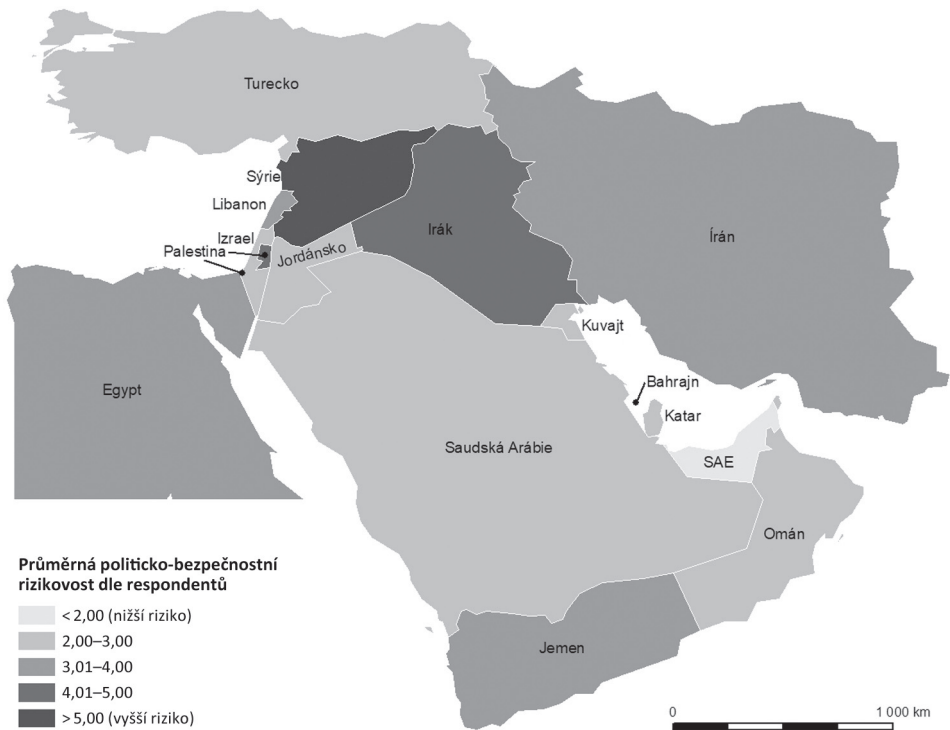 Turecko
Sýrie
Libanon
Irák
Írán
Izrael
Palestina
Jordánsko
Kuvajt
Egypt
Bahrajn
Katar
Saudská Arábie
SAE
Omán
Jemen
Průměrná politicko-bezpečnostní
rizikovost dle respondentů
< 2,00 (nižší riziko)
2,00–3,00
3,01–4,00
4,01–5,00
> 5,00 (vyšší riziko)
0 1 000 km